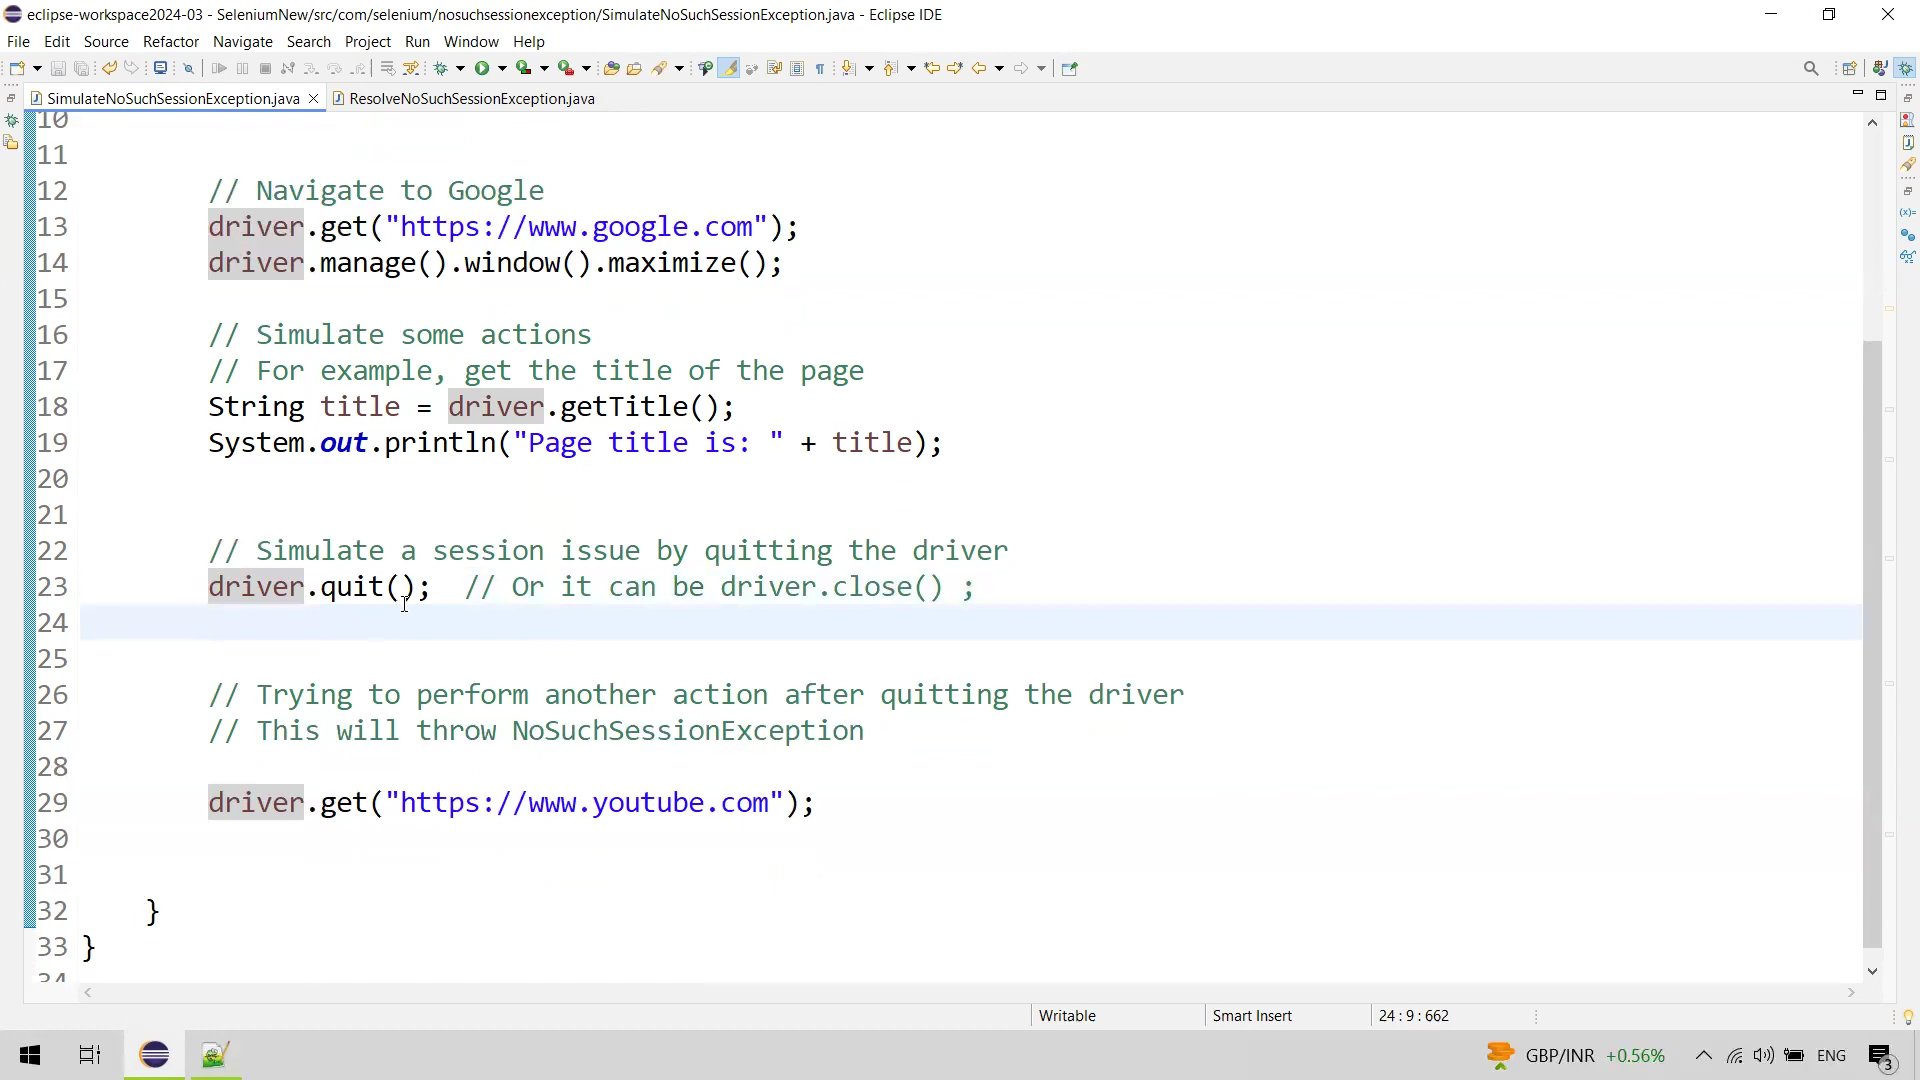 eclipse-workspace2024-03 - SeleniumNew/src/com/selenium/nosuchsessionexception/SimulateNoSuchSessionException.java - Eclipse IDE
File Edit Source Refactor Navigate Search Project Run Window Help
SimulateNoSuchSessionException.java ResolveNoSuchSessionException.java
10
11
12 // Navigate to Google
13 driver.get("https://www.google.com");
14 driver.manage().window().maximize();
15
16 // Simulate some actions
17 // For example, get the title of the page
18 String title = driver.getTitle();
19 System.out.println("Page title is: " + title);
20
21
22 // Simulate a session issue by quitting the driver
23 driver.quit();  // Or it can be driver.close() ;
24
25
26 // Trying to perform another action after quitting the driver
27 // This will throw NoSuchSessionException
28
29 driver.get("https://www.youtube.com");
30
31
32 }
33 }
34
Writable Smart Insert 24 : 9 : 662
GBP/INR +0.56% ENG 3